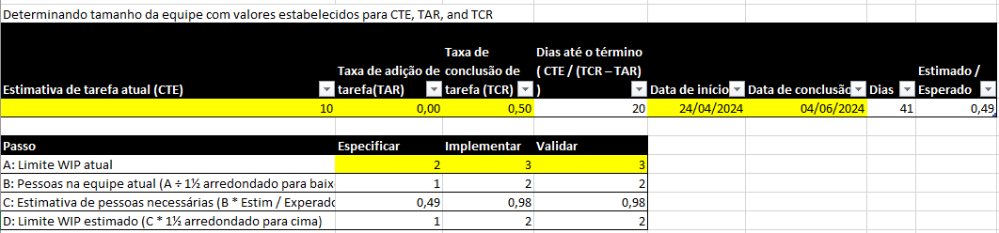 Determinando tamanho da equipe com valores estabelecidos para CTE, TAR, and TCR
Estimativa de tarefa atual (CTE) Taxa de adição de tarefa(TAR) Taxa de conclusão de tarefa (TCR) Dias até o término ( CTE / (TCR – TAR) ) Data de início Data de conclusão Dias Estimado / Esperado
10 0,00 0,50 20 24/04/2024 04/06/2024 41 0,49
Passo Especificar Implementar Validar
A: Limite WIP atual 2 3 3
B: Pessoas na equipe atual (A ÷ 1½ arredondado para baix 1 2 2
C: Estimativa de pessoas necessárias (B * Estim / Experado 0,49 0,98 0,98
D: Limite WIP estimado (C * 1½ arredondado para cima) 1 2 2